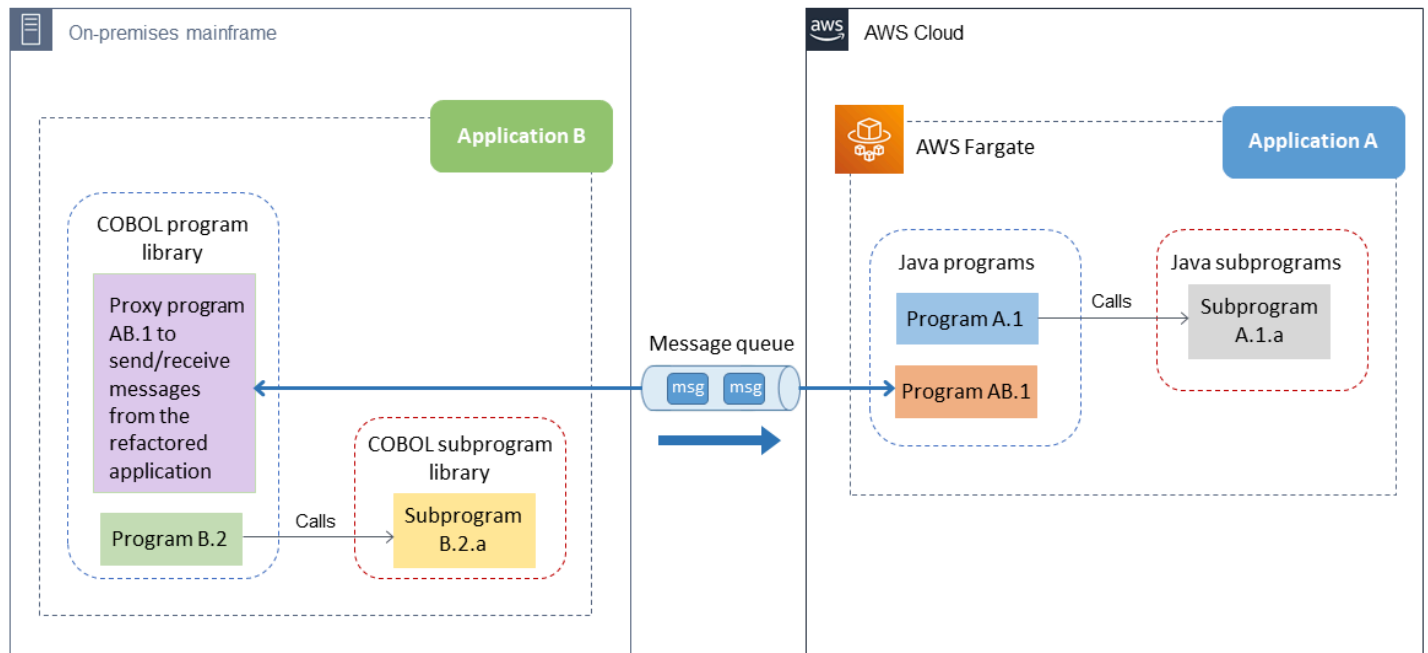 On-premises mainframe
Application B
COBOL program
library
Proxy program
AB.1 to
send/receive
messages
from the
refactored
application
Program B.2
Calls
COBOL subprogram
library
Subprogram
B.2.a
Message queue
msg
msg
aws
AWS Cloud
AWS Fargate
Application A
Java programs
Program A.1
Calls
Program AB.1
Java subprograms
Subprogram
A.1.a